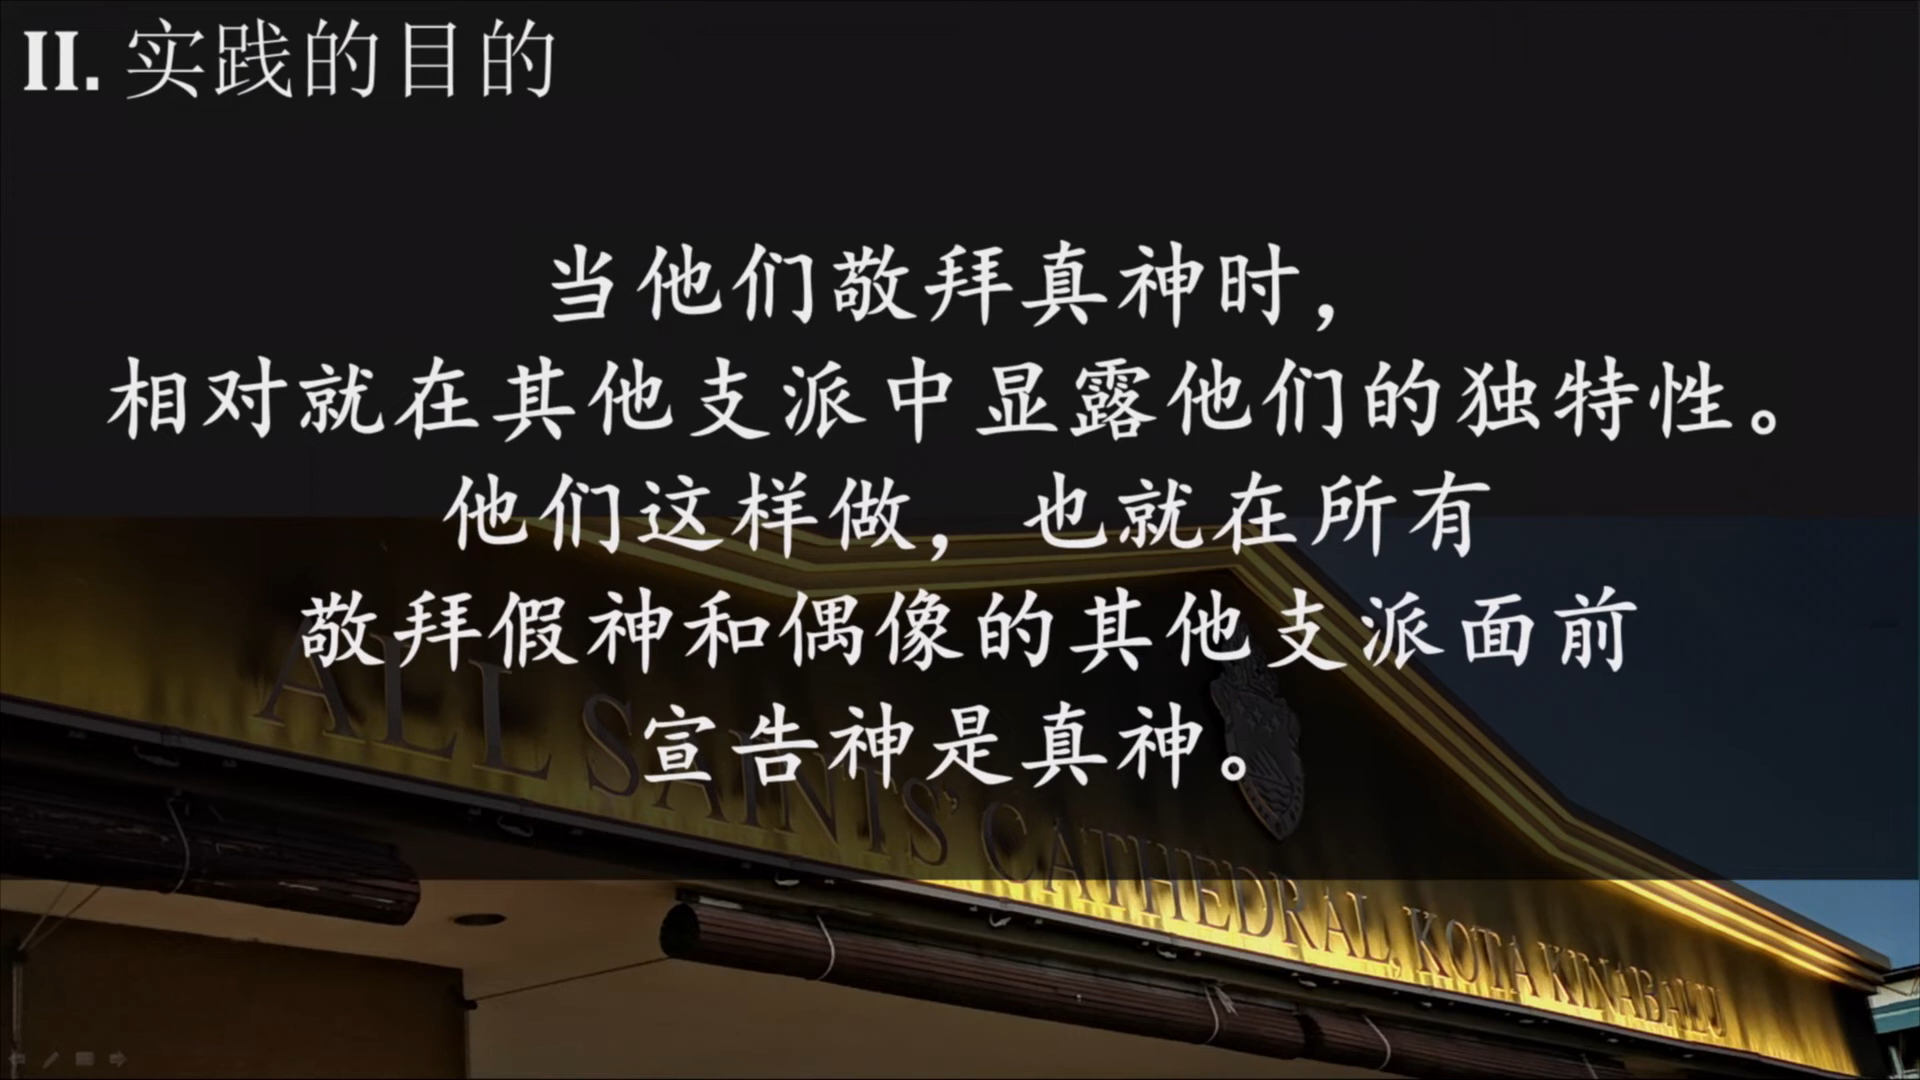 II. 实践的目的
当他们敬拜真神时，
相对就在其他支派中显露他们的独特性。
他们这样做，也就在所有
敬拜假神和偶像的其他支派面前
宣告神是真神。
ALL SAINTS' CATHEDRAL, KOTA KINABALU